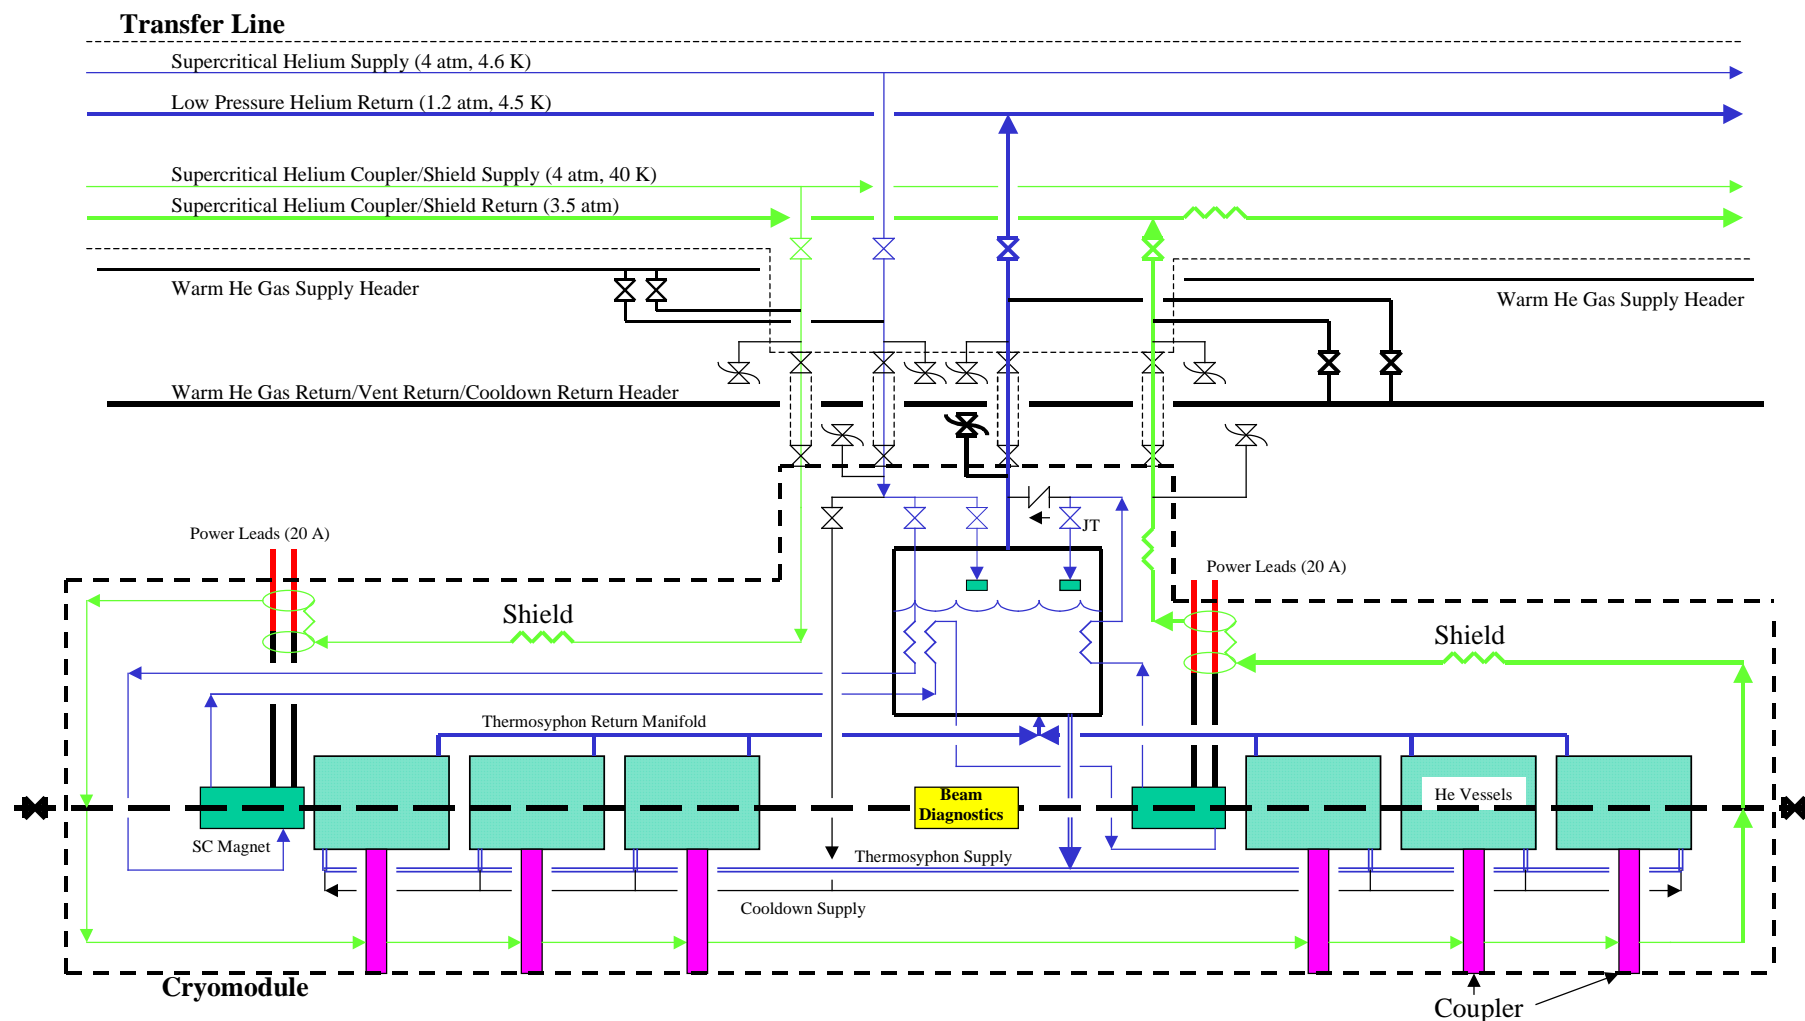 Transfer Line
Supercritical Helium Supply (4 atm, 4.6 K)
Low Pressure Helium Return (1.2 atm, 4.5 K)
Supercritical Helium Coupler/Shield Supply (4 atm, 40 K)
Supercritical Helium Coupler/Shield Return (3.5 atm)
Warm He Gas Supply Header
Warm He Gas Supply Header
Warm He Gas Return/Vent Return/Cooldown Return Header
JT
Power Leads (20 A)
Power Leads (20 A)
Shield
Shield
Thermosyphon Return Manifold
Beam
Diagnostics
He Vessels
SC Magnet
Thermosyphon Supply
Cooldown Supply
Cryomodule
Coupler